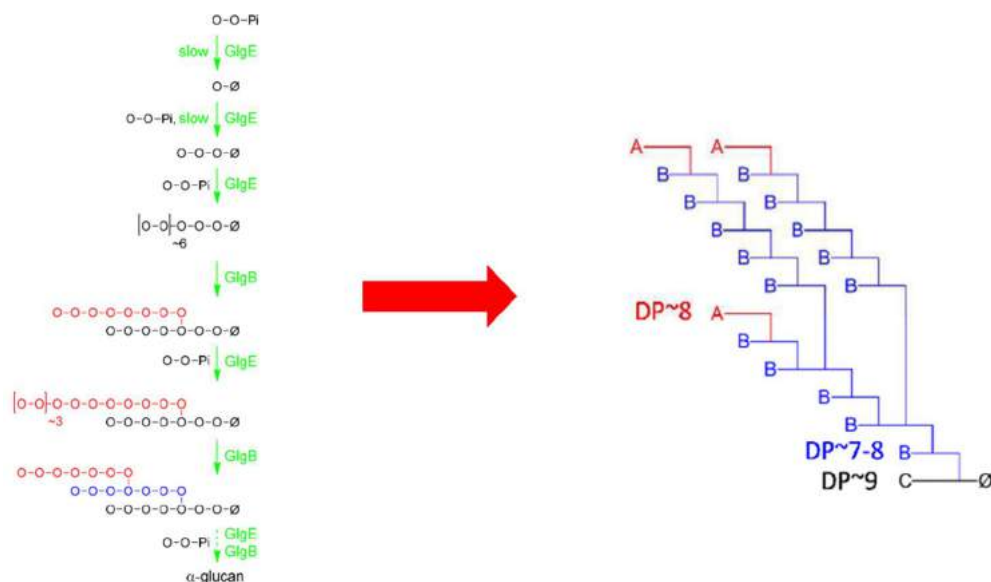 O-O-Pi
slow GlgE
O-Ø
O-O-Pi, slow GlgE
O-O-O-Ø
O-O-Pi GlgE
[O-O]-O-O-O-O-Ø
~6
GlgB
O-O-O-O-O-O-O-O
O-O-O-O-O-O-O-Ø
O-O-Pi GlgE
[O-O]-O-O-O-O-O-O-O-O
~3 O-O-O-O-O-O-O-Ø
GlgB
O-O-O-O-O-O-O
O-O-O-O-O-O-O
O-O-O-O-O-O-O-Ø
O-O-Pi GlgE
GlgB
α-glucan
A A
B B
B B
B B
B B
B B
DP~8 A
B
B
B
B
DP~7-8 B
DP~9 C Ø